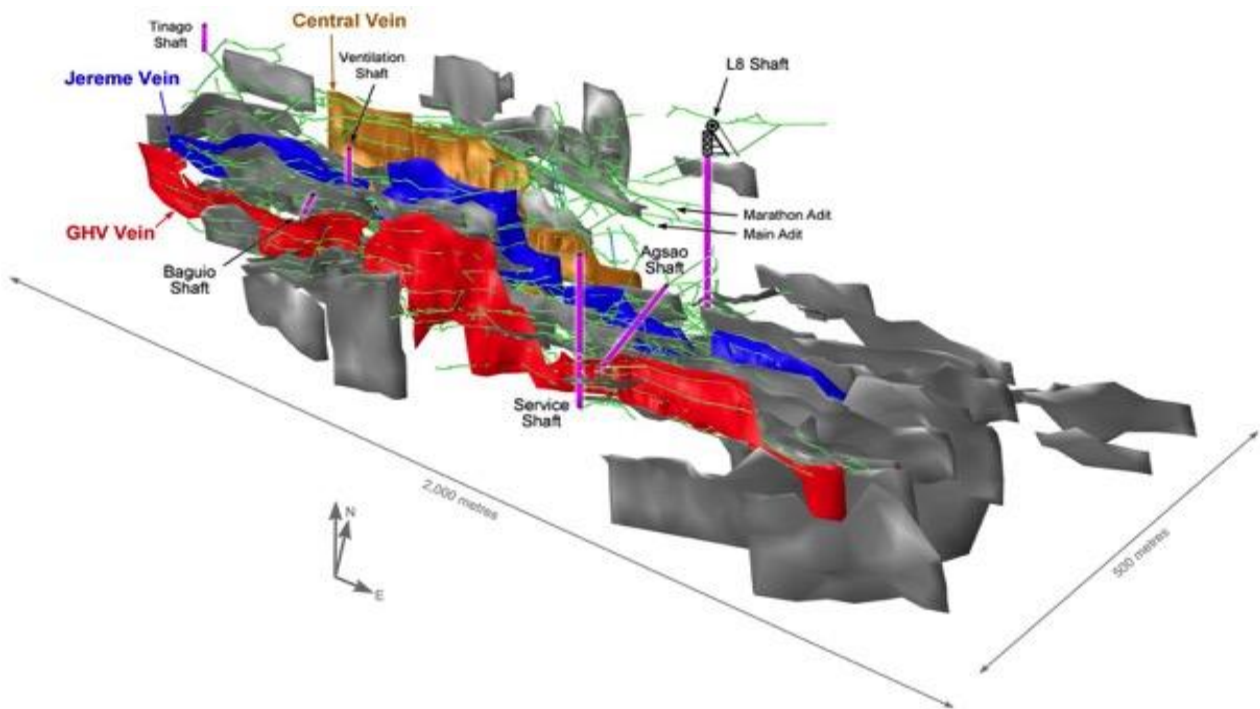 Tinago
Shaft
Central Vein
Ventilation
Shaft
Jereme Vein
L8 Shaft
GHV Vein
Marathon Adit
Main Adit
Agsao
Shaft
Baguio
Shaft
Service
Shaft
2,000 metres
500 metres
N
E